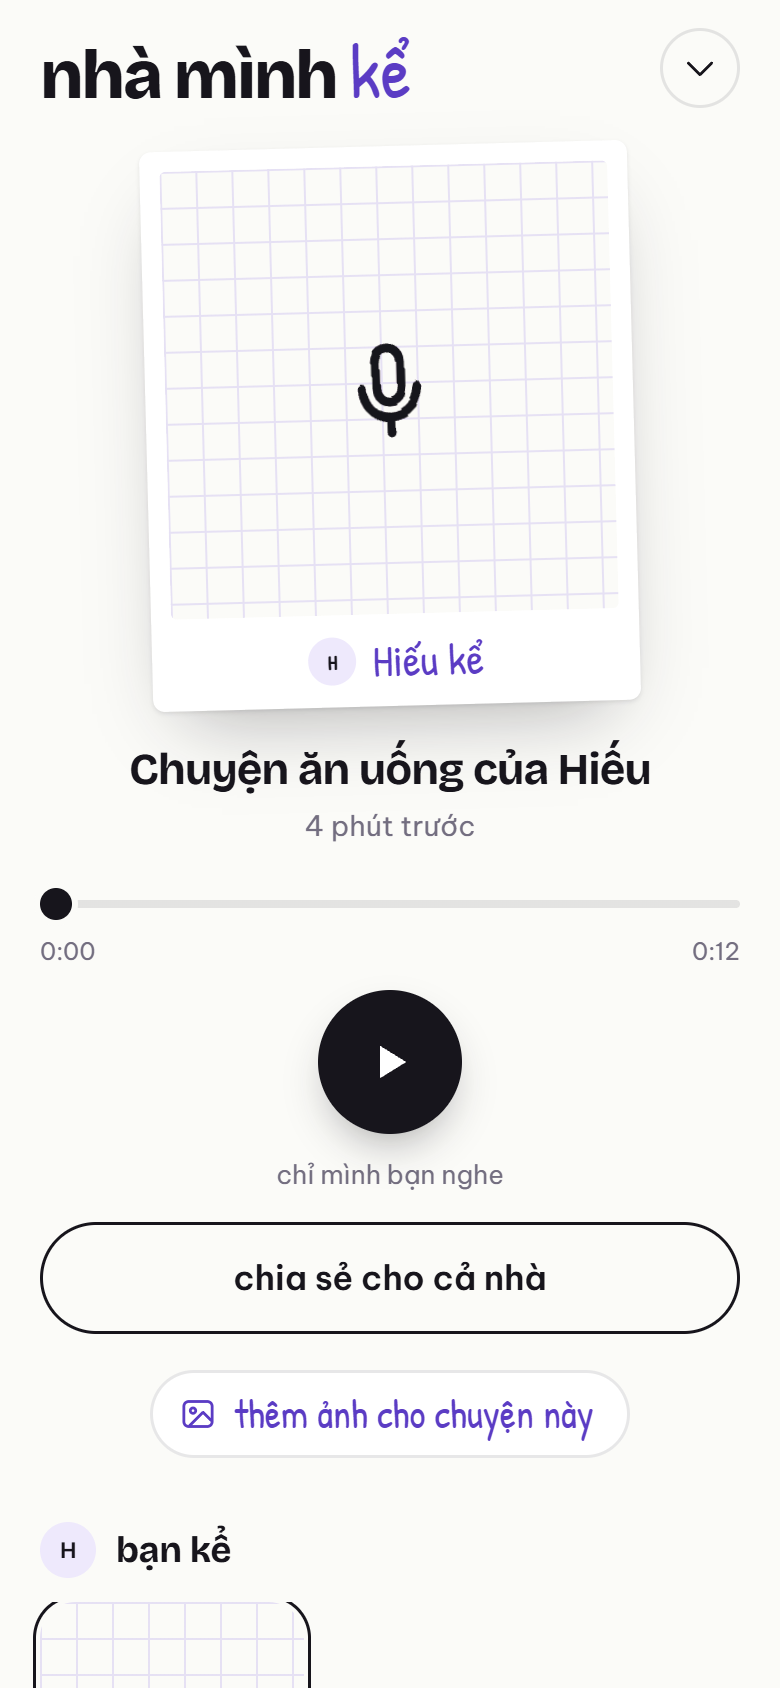 nhà mình kể
H Hiếu kể
Chuyện ăn uống của Hiếu
4 phút trước
0:00 0:12
chỉ mình bạn nghe
chia sẻ cho cả nhà
thêm ảnh cho chuyện này
H bạn kể